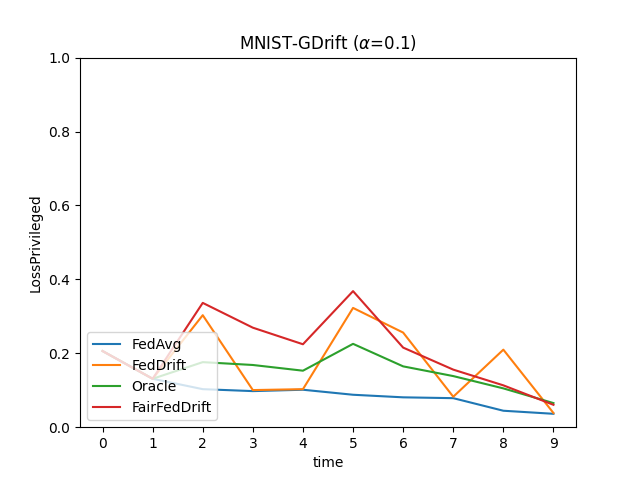 MNIST-GDrift (α=0.1)
LossPrivileged
1.0
0.8
0.6
0.4
0.2
0.0
FedAvg
FedDrift
Oracle
FairFedDrift
0 1 2 3 4 5 6 7 8 9
time